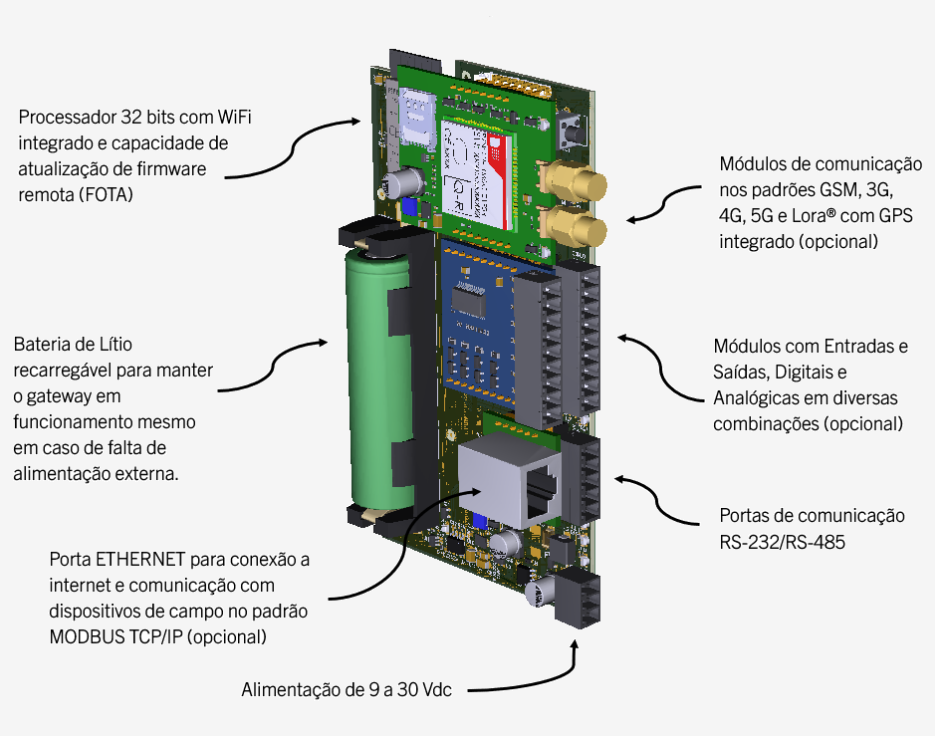 Processador 32 bits com WiFi
integrado e capacidade de
atualização de firmware
remota (FOTA)
Módulos de comunicação
nos padrões GSM, 3G,
4G, 5G e Lora® com GPS
integrado (opcional)
Bateria de Lítio
recarregável para manter
o gateway em
funcionamento mesmo
em caso de falta de
alimentação externa.
Módulos com Entradas e
Saídas, Digitais e
Analógicas em diversas
combinações (opcional)
Portas de comunicação
RS-232/RS-485
Porta ETHERNET para conexão a
internet e comunicação com
dispositivos de campo no padrão
MODBUS TCP/IP (opcional)
Alimentação de 9 a 30 Vdc